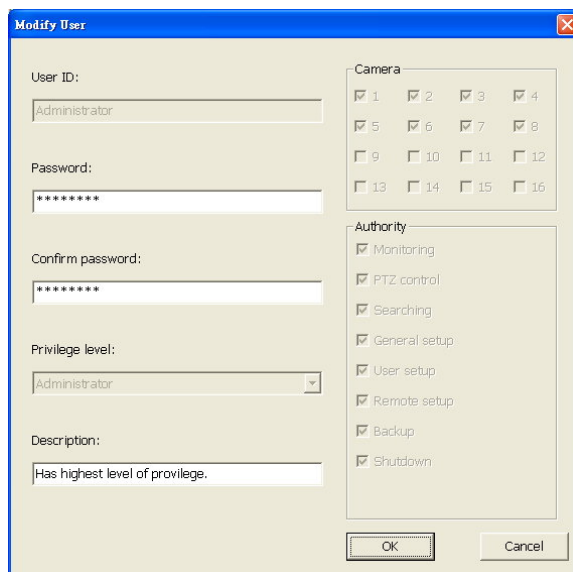 Modify User
User ID:
Administrator
Password:
********
Confirm password:
********
Privilege level:
Administrator
Description:
Has highest level of provilege.
Camera
1 2 3 4
5 6 7 8
9 10 11 12
13 14 15 16
Authority
Monitoring
PTZ control
Searching
General setup
User setup
Remote setup
Backup
Shutdown
OK Cancel